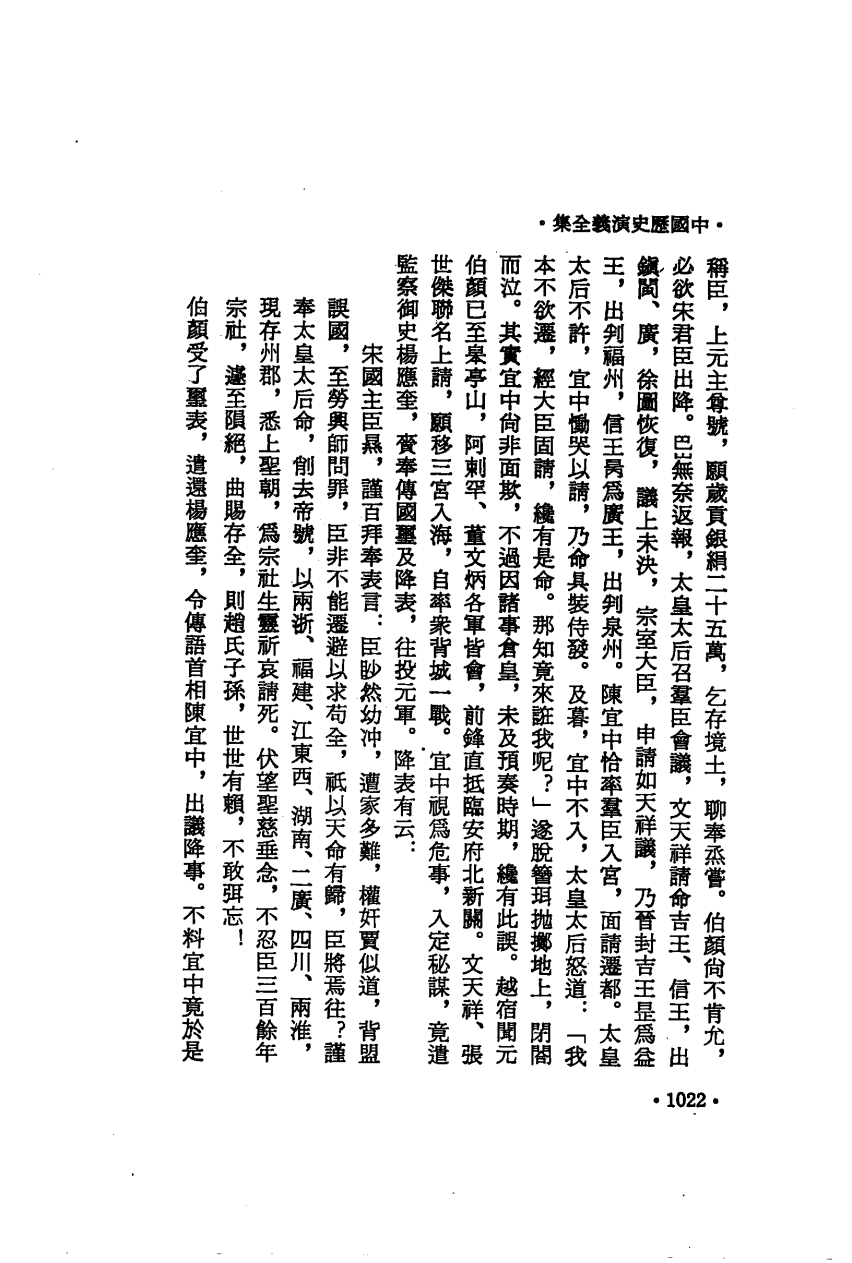 ·中國歷史演義全集·
稱臣，上元主尊號，願歲貢銀絹二十五萬，乞存境土，聊奉烝嘗。伯顏尙不肯允，
必欲宋君臣出降。岊無奈返報，太皇太后召羣臣會議，文天祥請命吉王、信王，出
鎭閩、廣，徐圖恢復，議上未決，宗室大臣，申請如天祥議，乃晉封吉王昰爲益
王，出判福州，信王昺爲廣王，出判泉州。陳宜中恰率羣臣入宮，面請遷都。太皇
太后不許，宜中慟哭以請，乃命具裝侍發。及暮，宜中不入，太皇太后怒道：「我
本不欲遷，經大臣固請，纔有是命。那知竟來誑我呢？」遂脫簪珥拋擲地上，閉閤
而泣。其實宜中尙非面欺，不過因諸事倉皇，未及預奏時期，纔有此誤。越宿聞元
伯顏已至皋亭山，阿剌罕、董文炳各軍皆會，前鋒直抵臨安府北新關。文天祥、張
世傑聯名上請，願移三宮入海，自率衆背城一戰。宜中視爲危事，入定秘謀，竟遣
監察御史楊應奎，賫奉傳國璽及降表，往投元軍。降表有云：
宋國主臣㬎，謹百拜奉表言：臣眇然幼冲，遭家多難，權奸賈似道，背盟
誤國，至勞興師問罪，臣非不能遷避以求苟全，祇以天命有歸，臣將焉往？謹
奉太皇太后命，削去帝號，以兩浙、福建、江東西、湖南、二廣、四川、兩淮，
現存州郡，悉上聖朝，爲宗社生靈祈哀請死。伏望聖慈垂念，不忍臣三百餘年
宗社，遽至隕絕，曲賜存全，則趙氏子孫，世世有賴，不敢弭忘！
伯顏受了璽表，遣還楊應奎，令傳語首相陳宜中，出議降事。不料宜中竟於是
·1022·